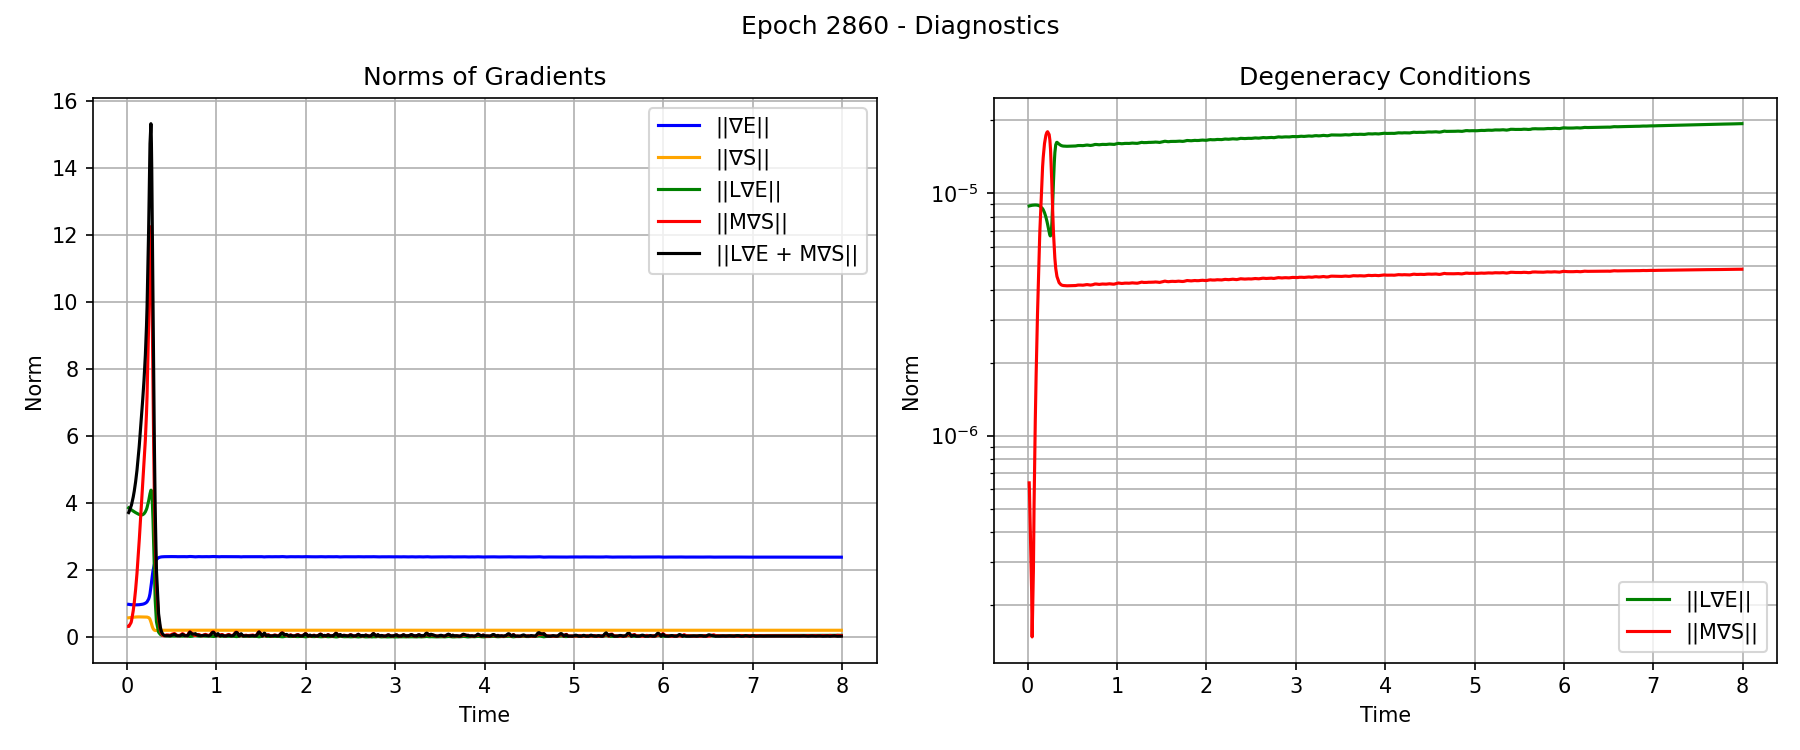 Epoch 2860 - Diagnostics
Norms of Gradients
16
14
12
10
8
6
4
2
0
Norm
0 1 2 3 4 5 6 7 8
Time
||∇E||
||∇S||
||L∇E||
||M∇S||
||L∇E + M∇S||
Degeneracy Conditions
10⁻⁵
10⁻⁶
Norm
0 1 2 3 4 5 6 7 8
Time
||L∇E||
||M∇S||